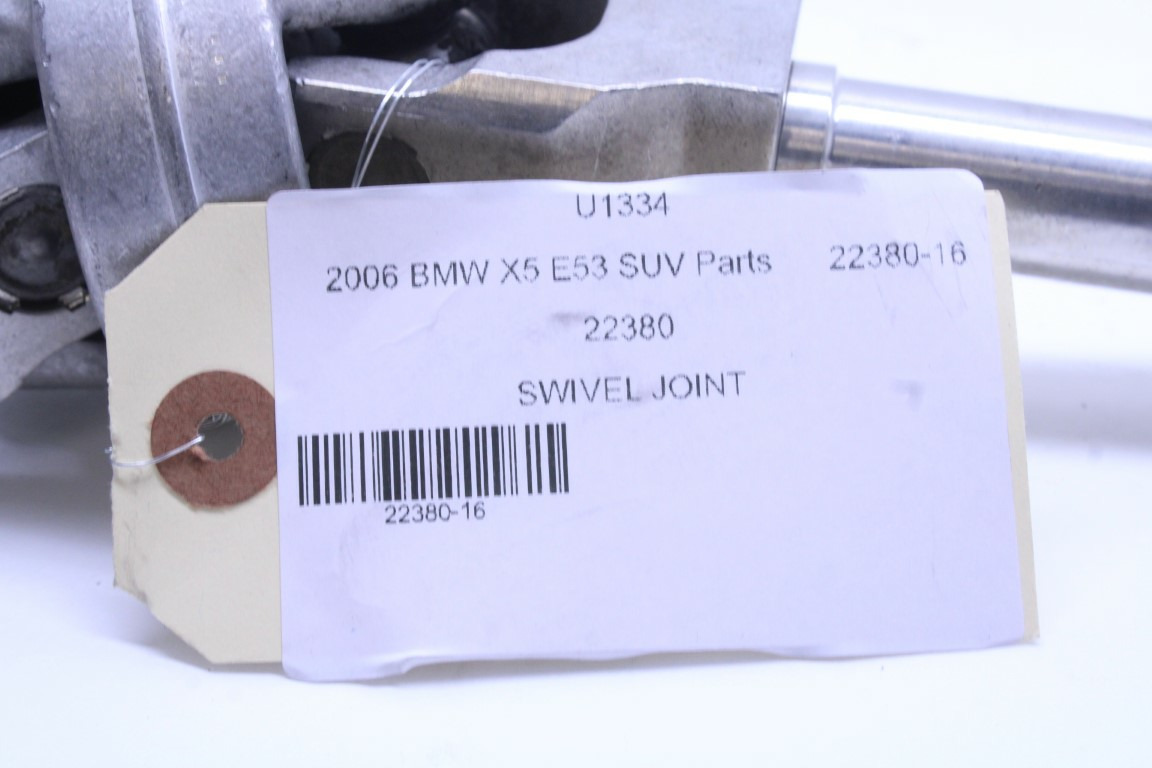 U1334
2006 BMW X5 E53 SUV Parts 22380-16
22380
SWIVEL JOINT
22380-16